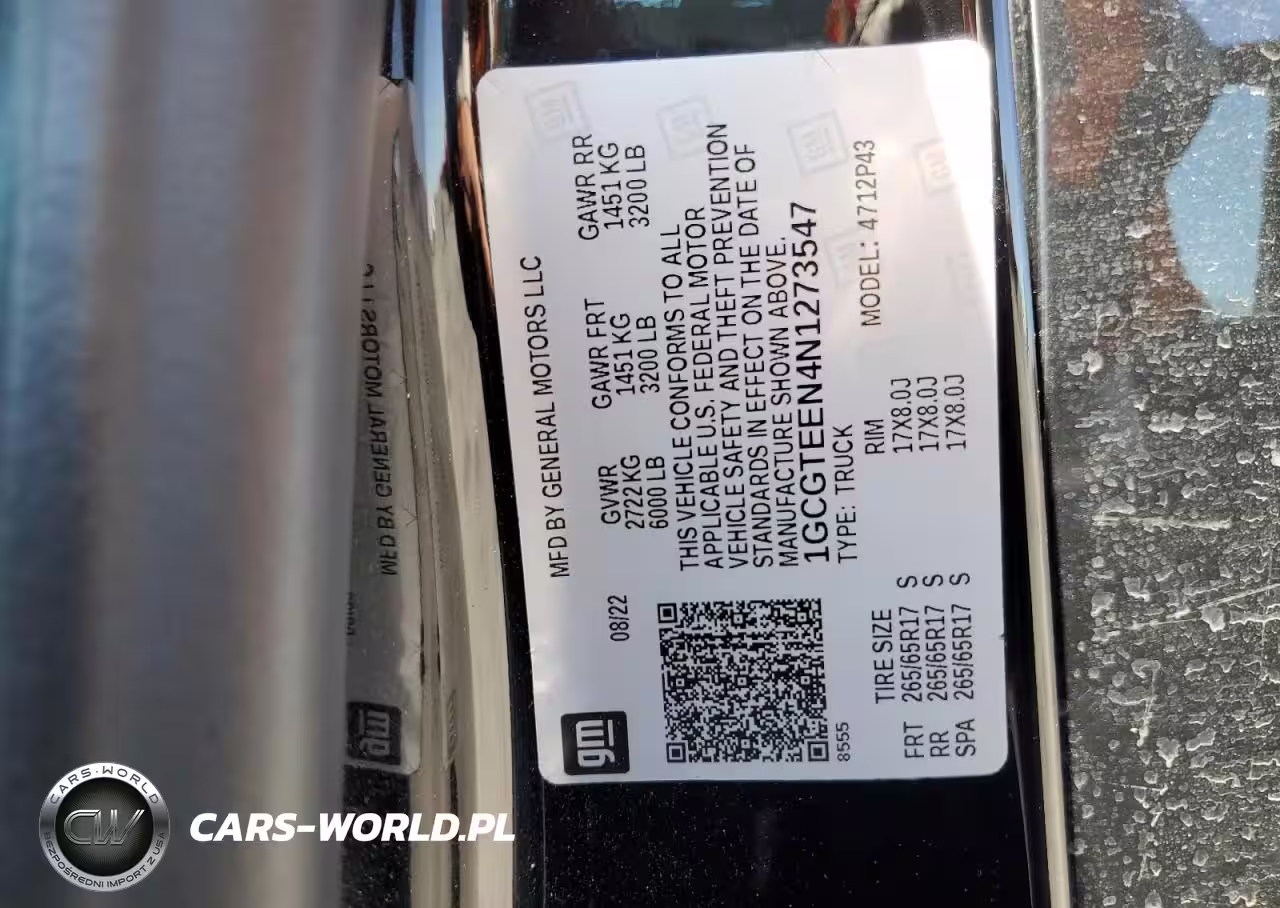 MFD BY GENERAL MOTORS LLC
gm
08/22
GVWR GAWR FRT GAWR RR
2722 KG 1451 KG 1451 KG
6000 LB 3200 LB 3200 LB
THIS VEHICLE CONFORMS TO ALL
APPLICABLE U.S. FEDERAL MOTOR
VEHICLE SAFETY AND THEFT PREVENTION
STANDARDS IN EFFECT ON THE DATE OF
MANUFACTURE SHOWN ABOVE.
1GCGTEEN4N1273547
TYPE: TRUCK MODEL: 4712P43
8555
TIRE SIZE RIM
FRT 265/65R17 S 17X8.0J
RR 265/65R17 S 17X8.0J
SPA 265/65R17 S 17X8.0J
MFD BY GENERAL MOTORS LLC
gm
CARS-WORLD
CW
BEZPOŚREDNI IMPORT Z USA
CARS-WORLD.PL